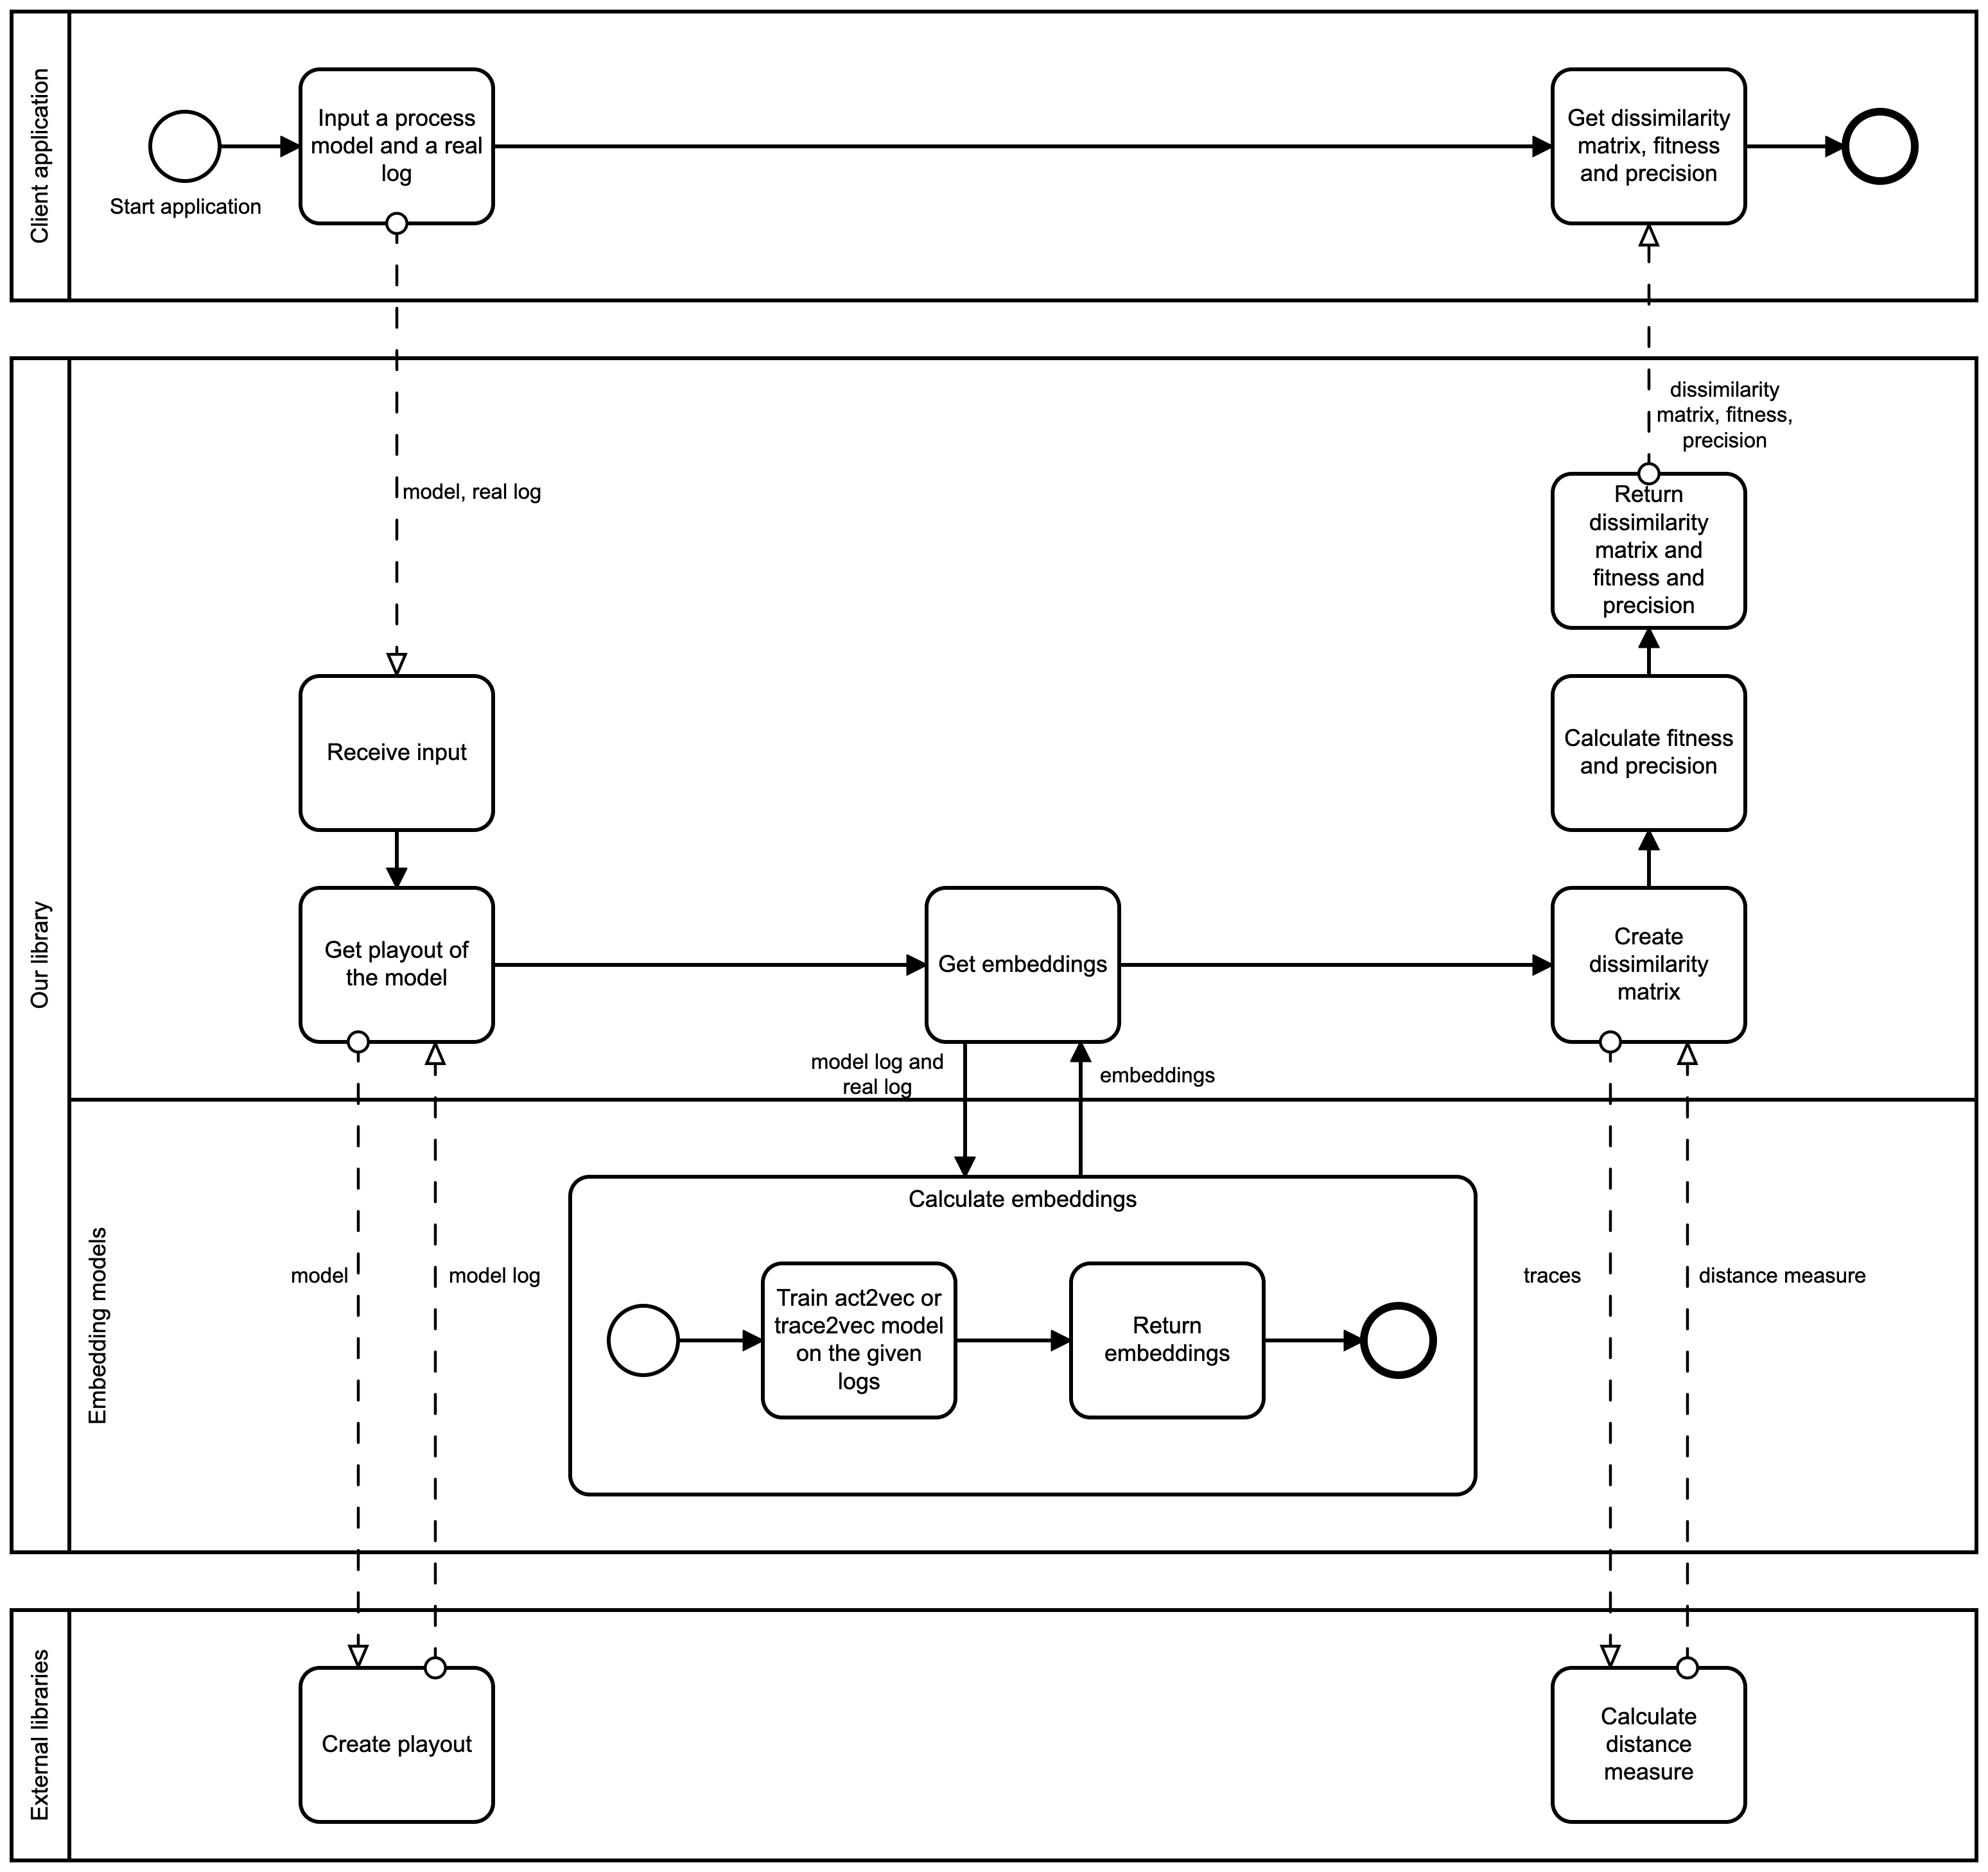 Client application
Start application
Input a process
model and a real
log
Get dissimilarity
matrix, fitness
and precision
Our library
model, real log
dissimilarity
matrix, fitness,
precision
Return
dissimilarity
matrix and
fitness and
precision
Receive input
Calculate fitness
and precision
Get playout of
the model
Get embeddings
Create
dissimilarity
matrix
model log and
real log
embeddings
Embedding models
Calculate embeddings
model
model log
Train act2vec or
trace2vec model
on the given
logs
Return
embeddings
traces
distance measure
External libraries
Create playout
Calculate
distance
measure